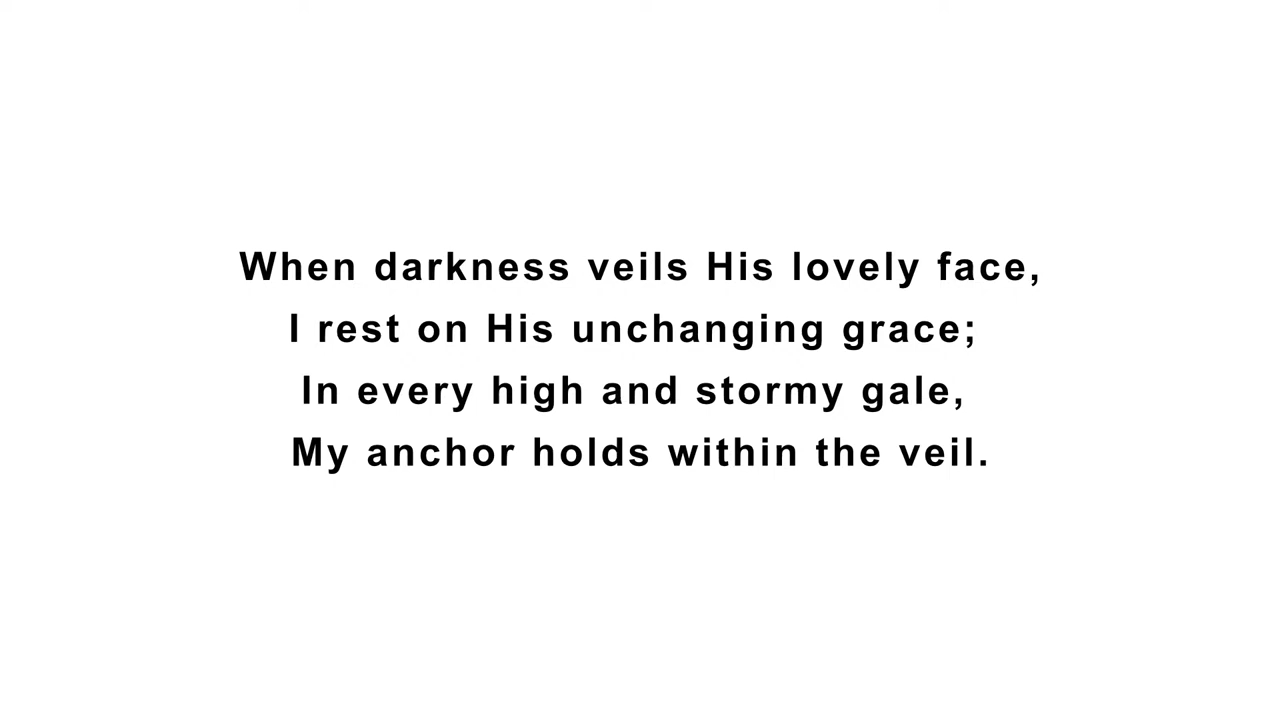 When darkness veils His lovely face,
I rest on His unchanging grace;
In every high and stormy gale,
My anchor holds within the veil.